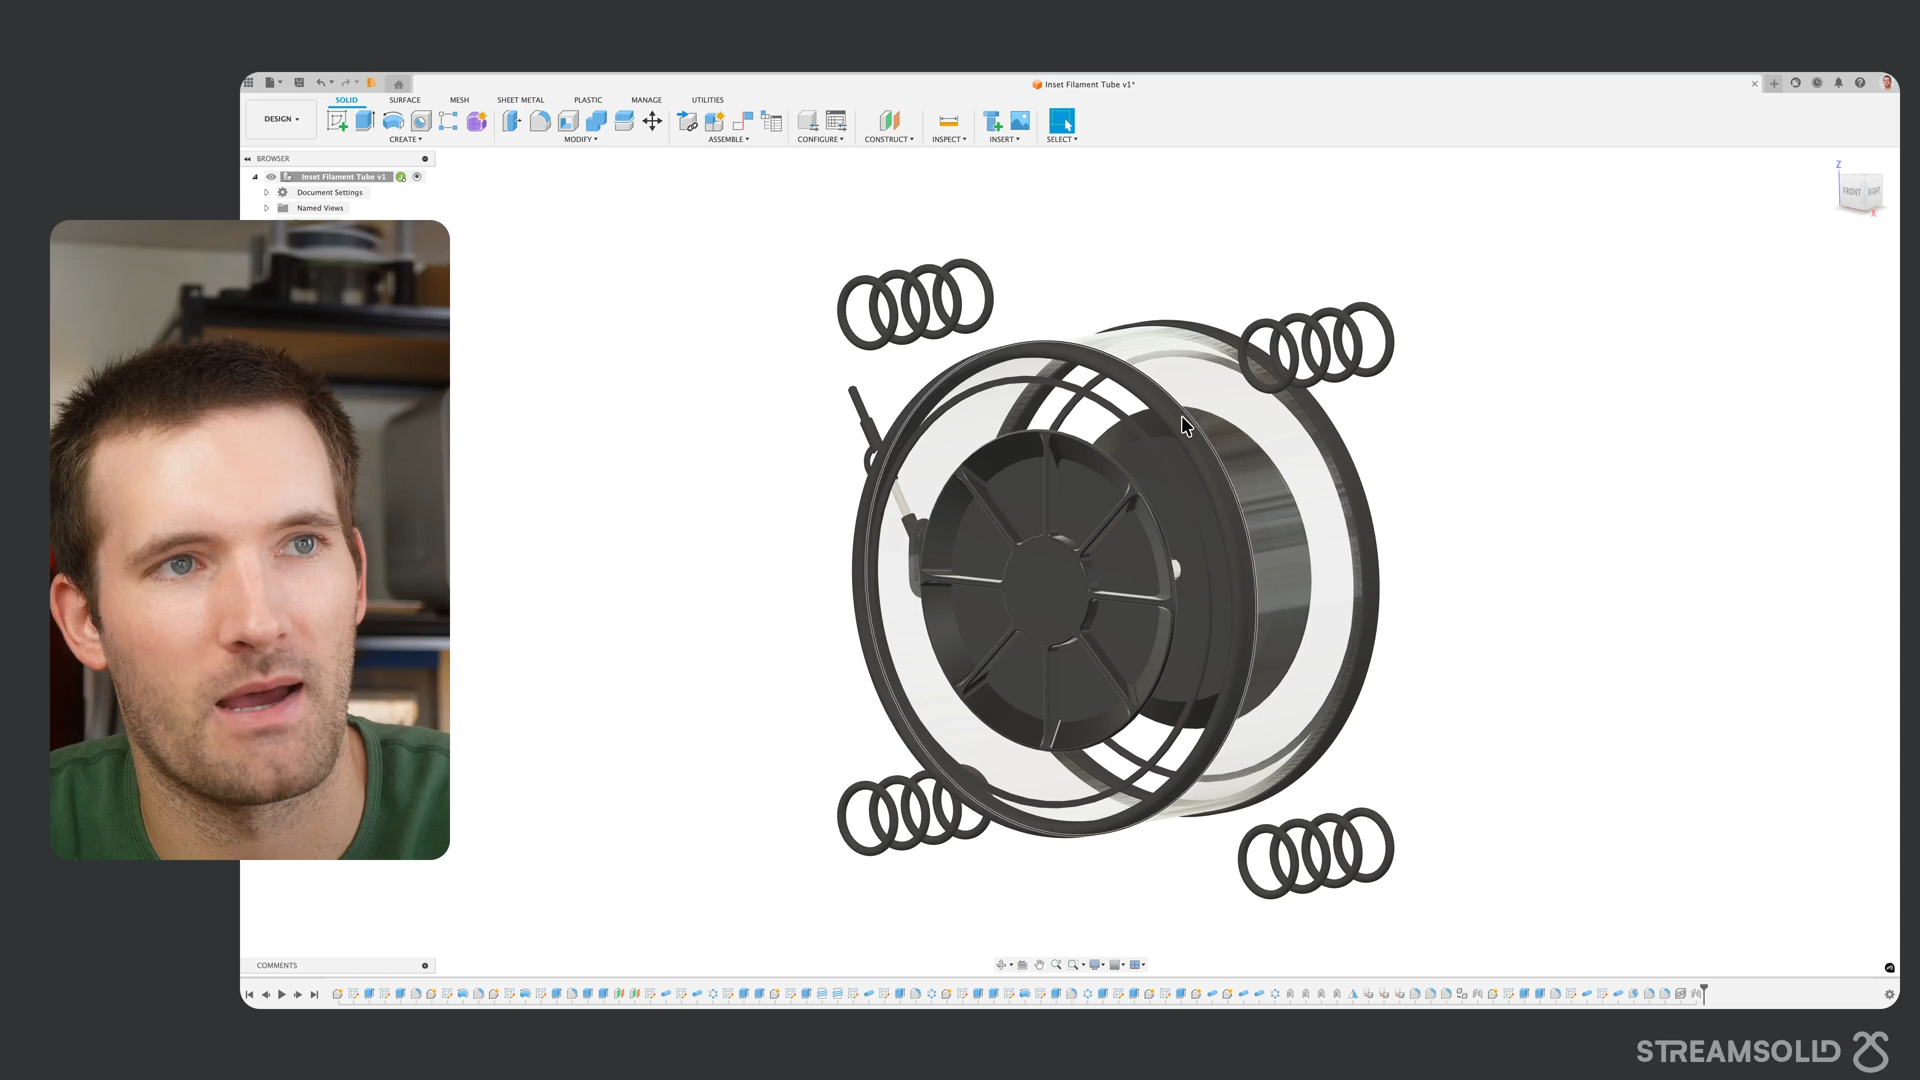 Inset Filament Tube v1*
SOLID SURFACE MESH SHEET METAL PLASTIC MANAGE UTILITIES
DESIGN
CREATE MODIFY ASSEMBLE CONFIGURE CONSTRUCT INSPECT INSERT SELECT
BROWSER
Inset Filament Tube v1
Document Settings
Named Views
Z
FRONT RIGHT
X
COMMENTS
STREAMSOLID